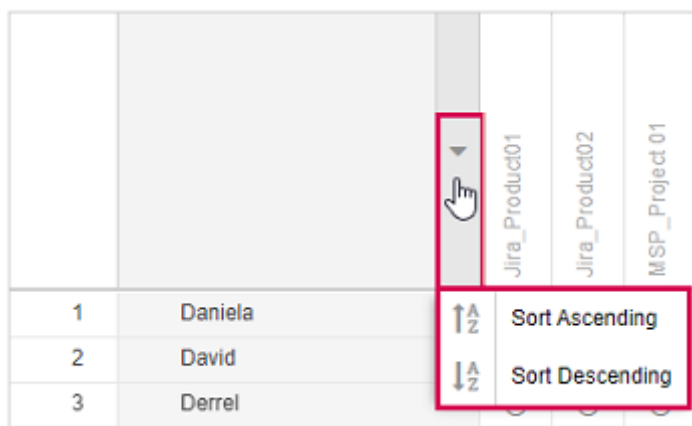 Jira_Product01
Jira_Product02
MSP_Project 01
1 Daniela
2 David
3 Derrel
A Z Sort Ascending
A Z Sort Descending